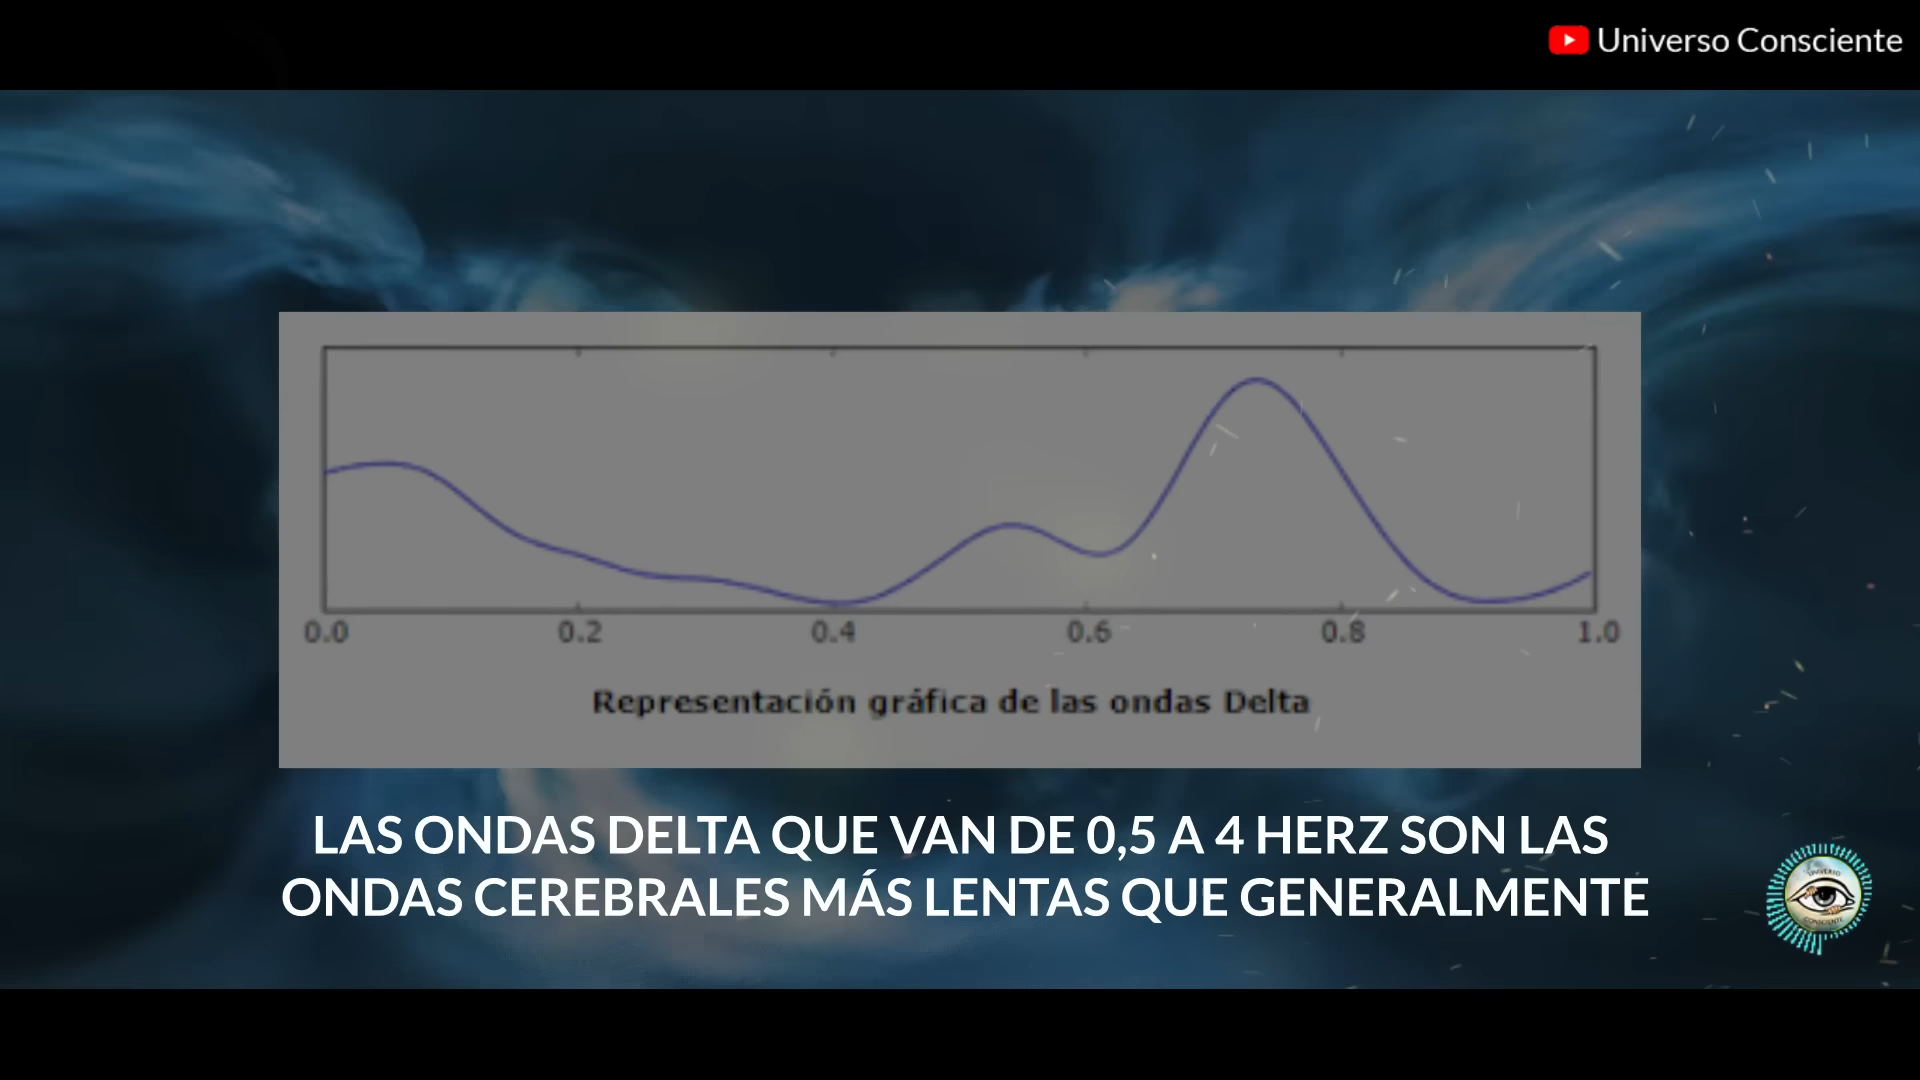 Universo Consciente
0.0 0.2 0.4 0.6 0.8 1.0
Representación gráfica de las ondas Delta
LAS ONDAS DELTA QUE VAN DE 0,5 A 4 HERZ SON LAS
ONDAS CEREBRALES MÁS LENTAS QUE GENERALMENTE
UNIVERSO
CONSCIENTE